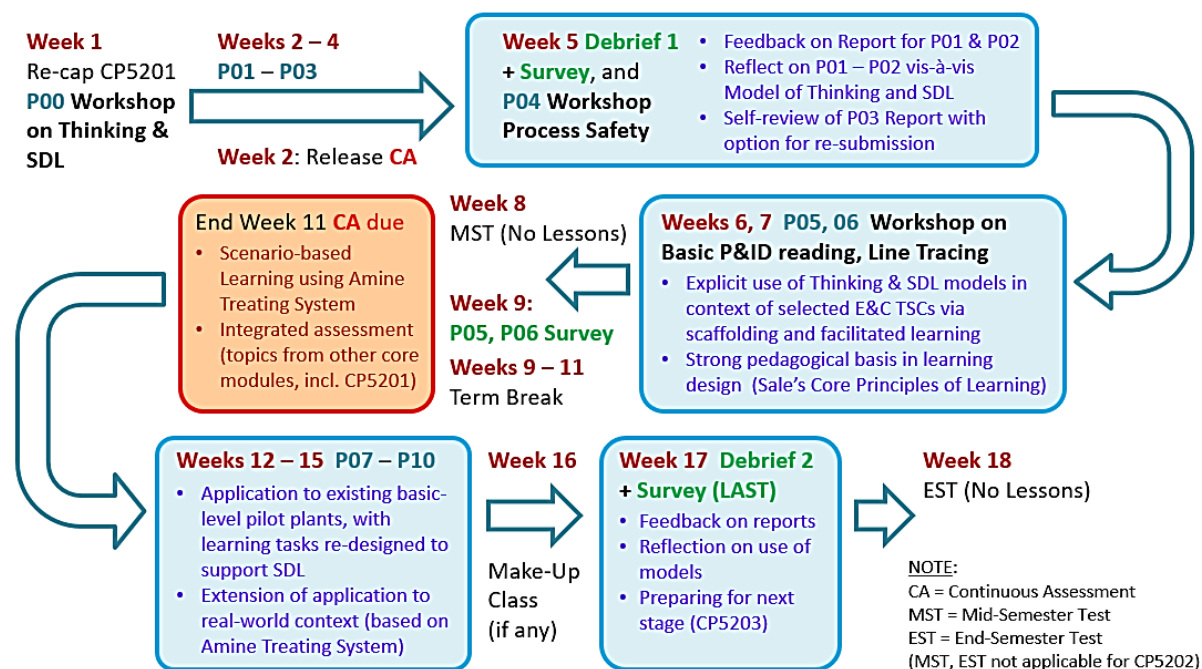 Week 1
Re-cap CP5201
P00 Workshop
on Thinking &
SDL
Weeks 2 – 4
P01 – P03
Week 2: Release CA
Week 5 Debrief 1
+ Survey, and
P04 Workshop
Process Safety
• Feedback on Report for P01 & P02
• Reflect on P01 – P02 vis-à-vis
Model of Thinking and SDL
• Self-review of P03 Report with
option for re-submission
Weeks 6, 7 P05, 06 Workshop on
Basic P&ID reading, Line Tracing
• Explicit use of Thinking & SDL models in
context of selected E&C TSCs via
scaffolding and facilitated learning
• Strong pedagogical basis in learning
design (Sale's Core Principles of Learning)
Week 8
MST (No Lessons)
Week 9:
P05, P06 Survey
Weeks 9 – 11
Term Break
End Week 11 CA due
• Scenario-based
Learning using Amine
Treating System
• Integrated assessment
(topics from other core
modules, incl. CP5201)
Weeks 12 – 15 P07 – P10
• Application to existing basic-
level pilot plants, with
learning tasks re-designed to
support SDL
• Extension of application to
real-world context (based on
Amine Treating System)
Week 16
Make-Up
Class
(if any)
Week 17 Debrief 2
+ Survey (LAST)
• Feedback on reports
• Reflection on use of
models
• Preparing for next
stage (CP5203)
Week 18
EST (No Lessons)
NOTE:
CA = Continuous Assessment
MST = Mid-Semester Test
EST = End-Semester Test
(MST, EST not applicable for CP5202)